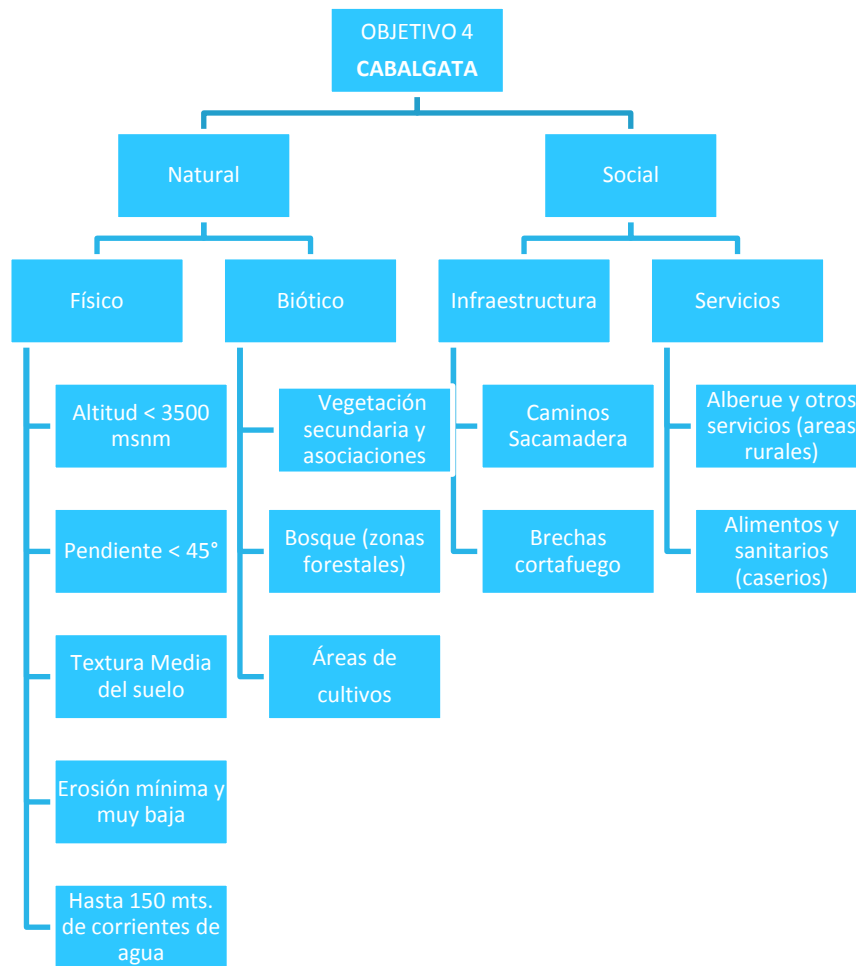 OBJETIVO 4
CABALGATA
Natural
Social
Físico
Biótico
Infraestructura
Servicios
Altitud < 3500
msnm
Pendiente < 45°
Textura Media
del suelo
Erosión mínima y
muy baja
Hasta 150 mts.
de corrientes de
agua
Vegetación
secundaria y
asociaciones
Bosque (zonas
forestales)
Áreas de
cultivos
Caminos
Sacamadera
Brechas
cortafuego
Alberue y otros
servicios (areas
rurales)
Alimentos y
sanitarios
(caserios)